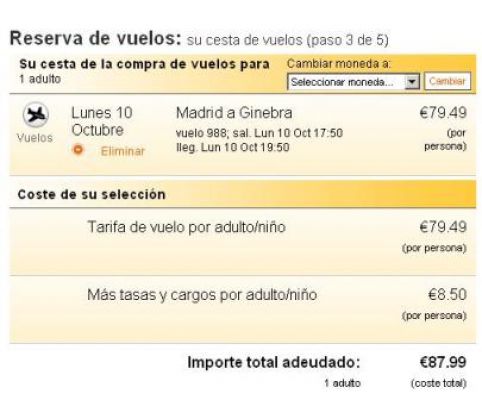 Reserva de vuelos: su cesta de vuelos (paso 3 de 5)
Su cesta de la compra de vuelos para Cambiar moneda a:
1 adulto Seleccionar moneda... Cambiar
Lunes 10 Madrid a Ginebra €79.49
Vuelos Octubre vuelo 988; sal. Lun 10 Oct 17:50 (por
Eliminar lleg. Lun 10 Oct 19:50 persona)
Coste de su selección
Tarifa de vuelo por adulto/niño €79.49
(por persona)
Más tasas y cargos por adulto/niño €8.50
(por persona)
Importe total adeudado: €87.99
1 adulto (coste total)